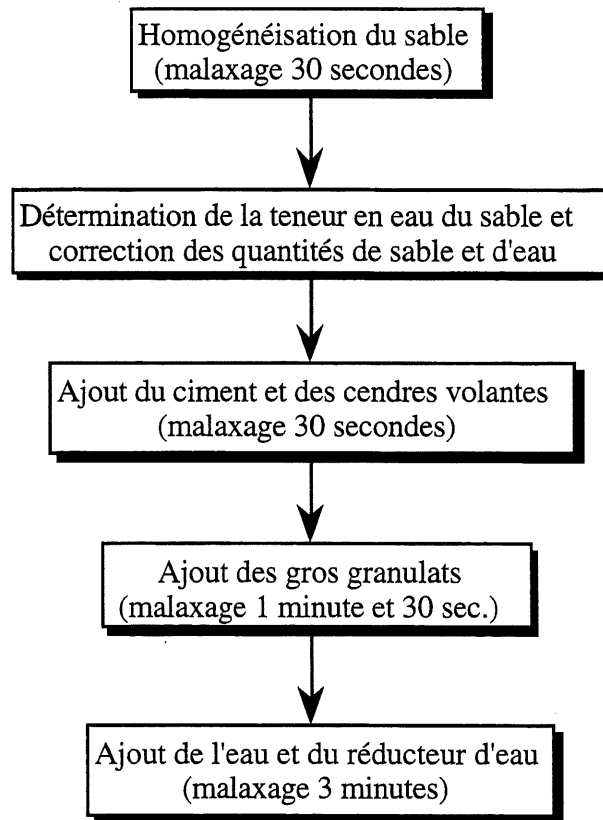 Homogénéisation du sable
(malaxage 30 secondes)
Détermination de la teneur en eau du sable et
correction des quantités de sable et d'eau
Ajout du ciment et des cendres volantes
(malaxage 30 secondes)
Ajout des gros granulats
(malaxage 1 minute et 30 sec.)
Ajout de l'eau et du réducteur d'eau
(malaxage 3 minutes)